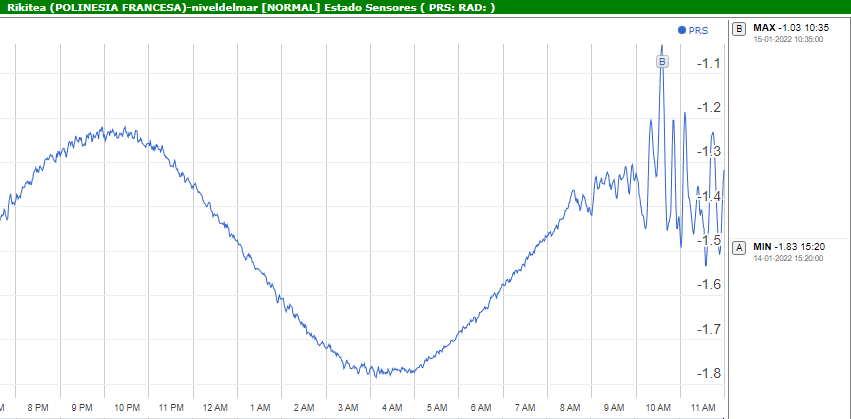 Rikitea (POLINESIA FRANCESA)-niveldelmar [NORMAL] Estado Sensores ( PRS: RAD: )
PRS
B MAX -1.03 10:35
15-01-2022 10:35:00
B
-1.1
-1.2
-1.3
-1.4
-1.5
A MIN -1.83 15:20
14-01-2022 15:20:00
-1.6
-1.7
-1.8
M 8 PM 9 PM 10 PM 11 PM 12 AM 1 AM 2 AM 3 AM 4 AM 5 AM 6 AM 7 AM 8 AM 9 AM 10 AM 11 AM